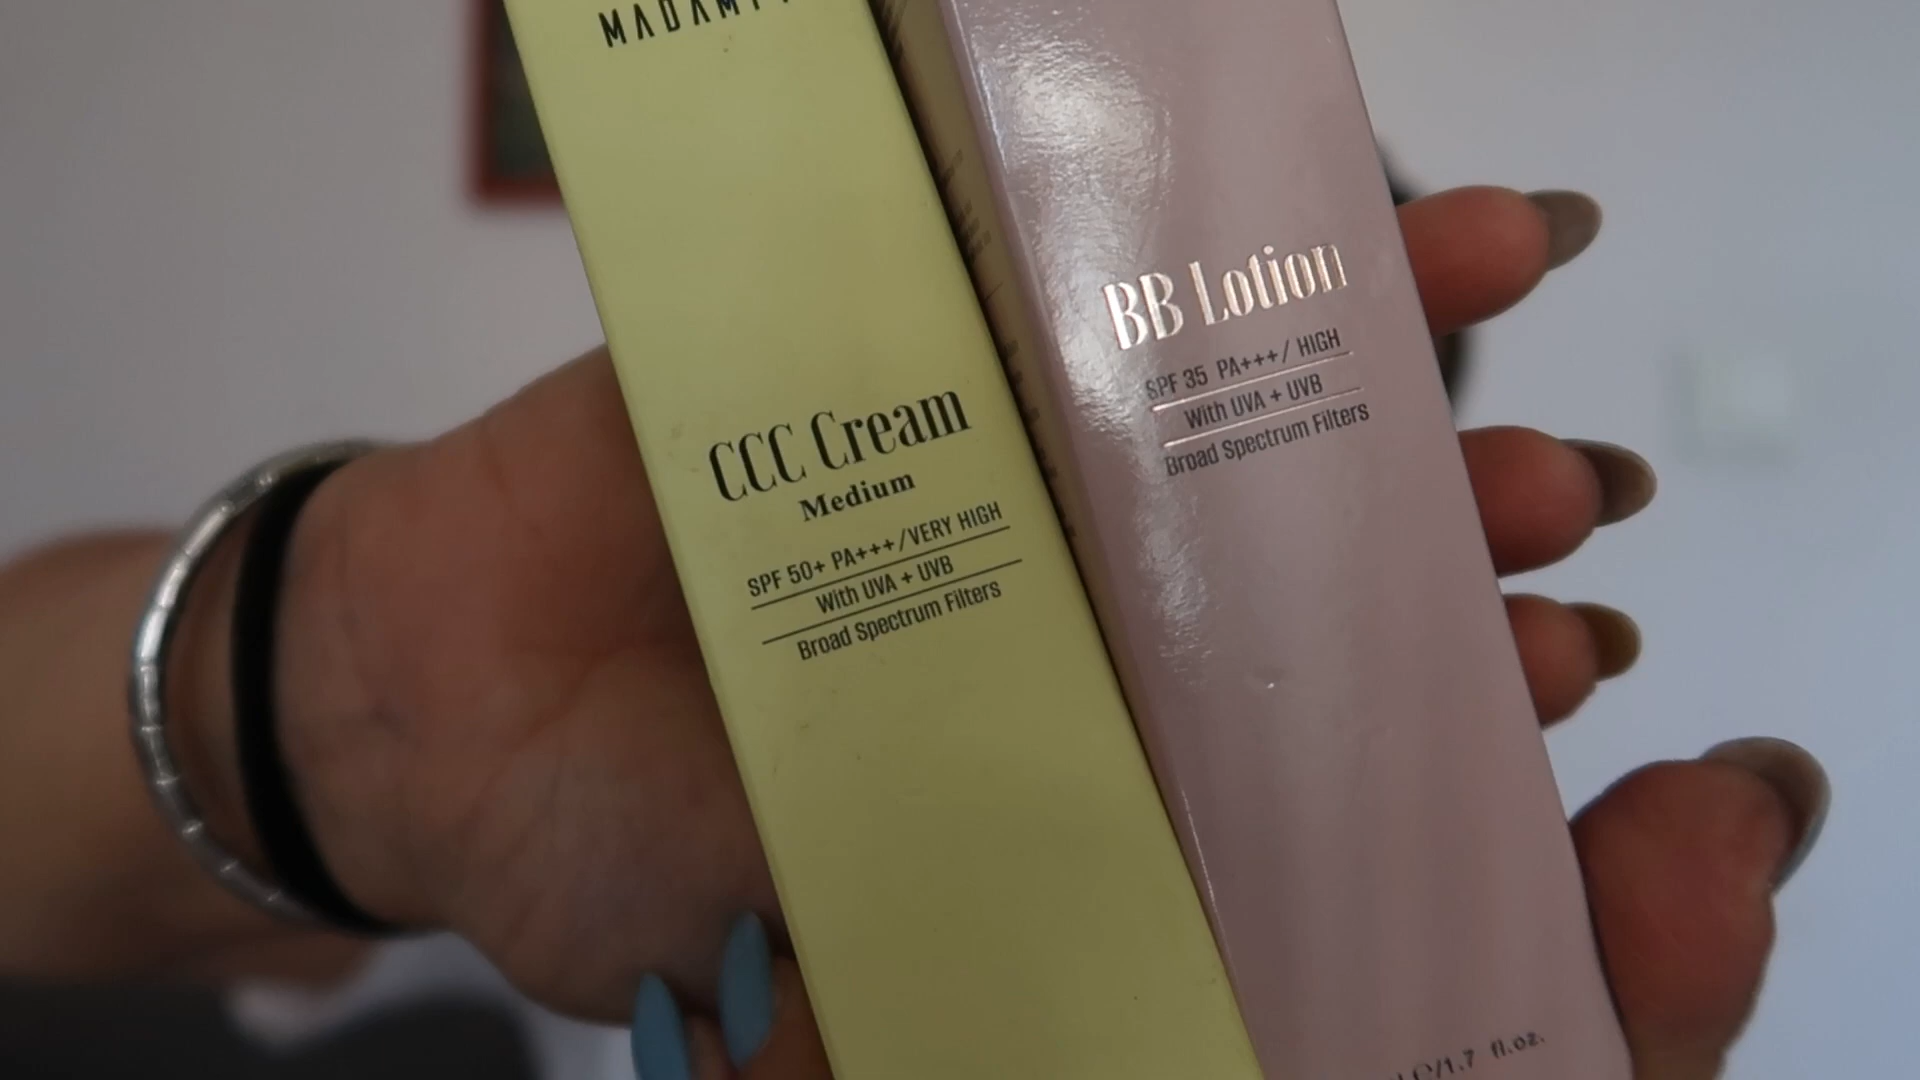 CCC Cream
Medium
SPF 50+ PA+++/VERY HIGH
With UVA + UVB
Broad Spectrum Filters
BB Lotion
SPF 35 PA+++/ HIGH
With UVA + UVB
Broad Spectrum Filters
/1.7 fl.oz.